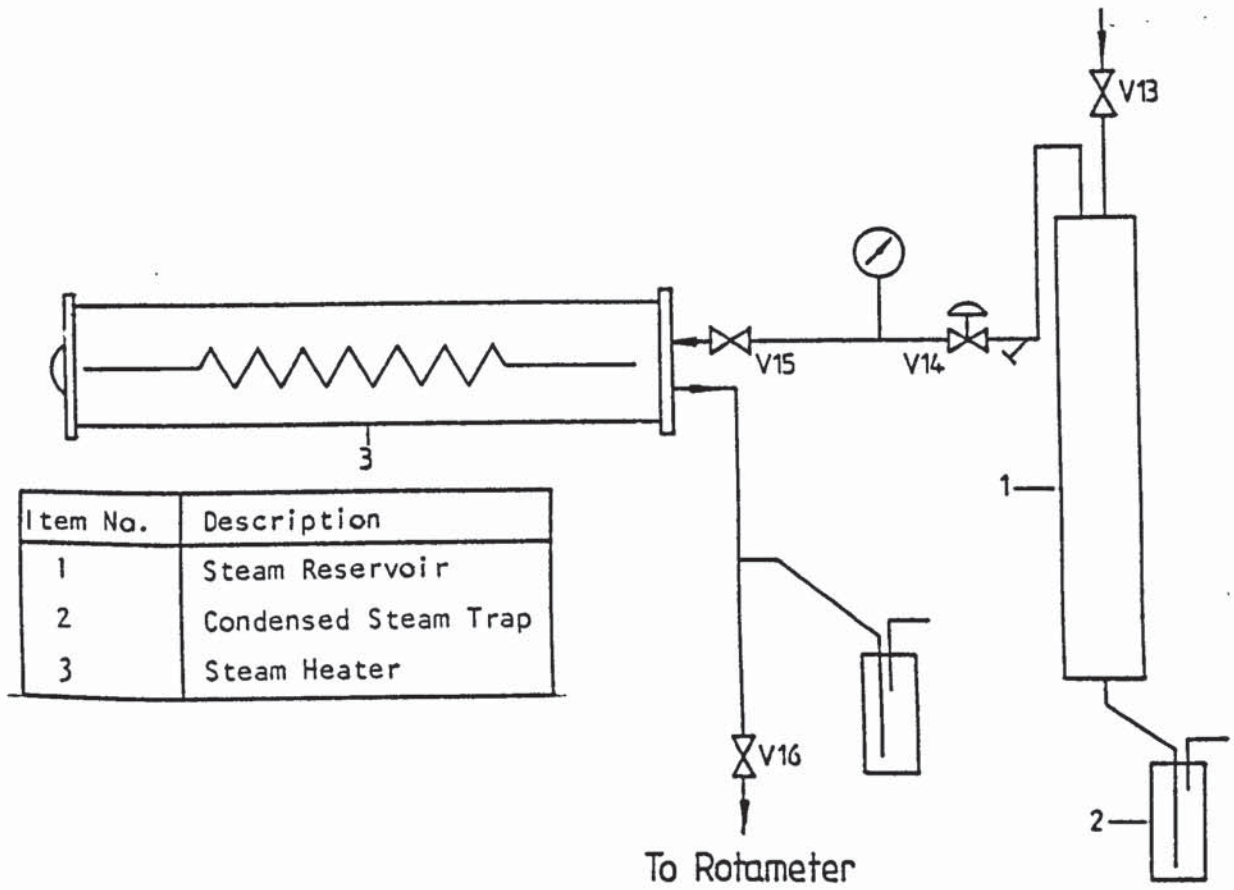 V13
V15
V14
3
1
Item No. Description
1 Steam Reservoir
2 Condensed Steam Trap
3 Steam Heater
V16
2
To Rotameter